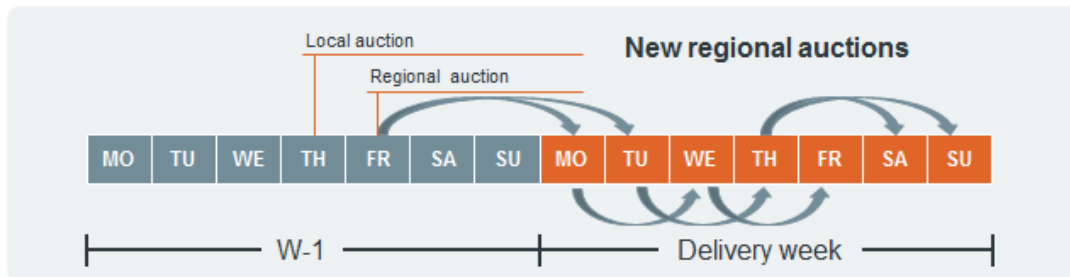 Local auction
New regional auctions
Regional auction
MO TU WE TH FR SA SU MO TU WE TH FR SA SU
W-1 Delivery week